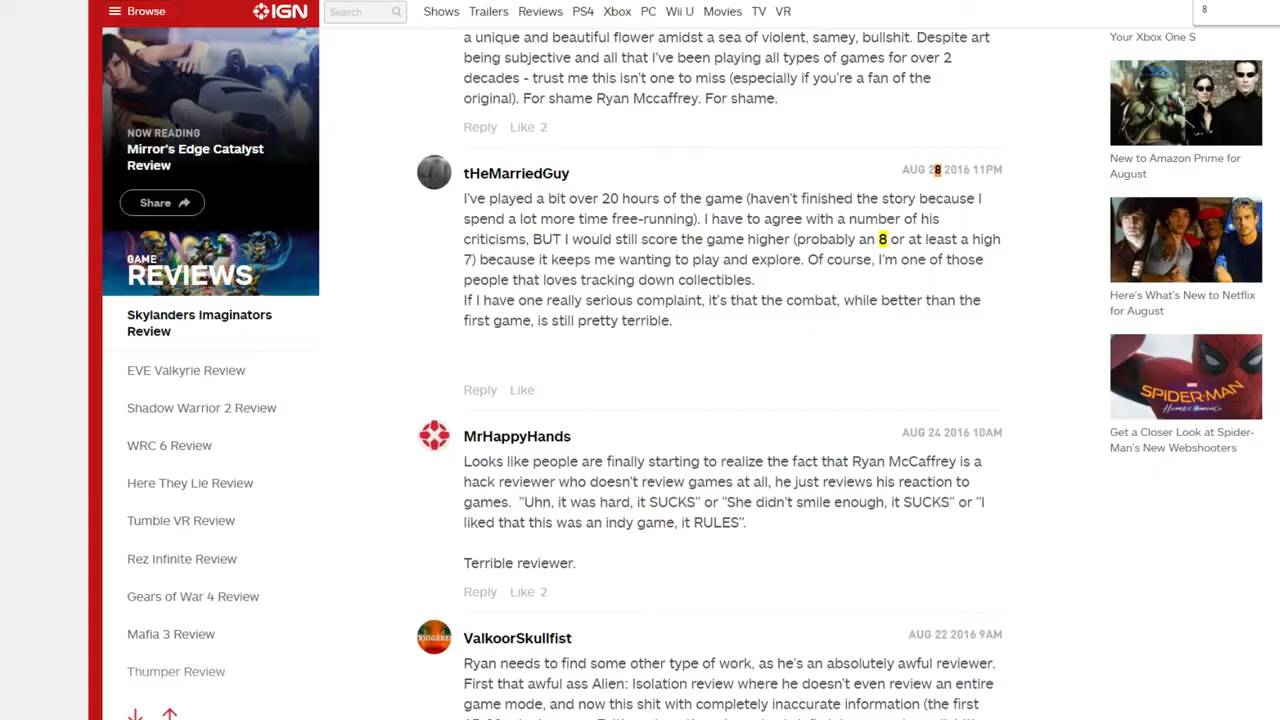 Browse
IGN
Search
Shows Trailers Reviews PS4 Xbox PC Wii U Movies TV VR
8
NOW READING
Mirror's Edge Catalyst
Review
Share
GAME
REVIEWS
Skylanders Imaginators
Review
EVE Valkyrie Review
Shadow Warrior 2 Review
WRC 6 Review
Here They Lie Review
Tumble VR Review
Rez Infinite Review
Gears of War 4 Review
Mafia 3 Review
Thumper Review
a unique and beautiful flower amidst a sea of violent, samey, bullshit. Despite art
being subjective and all that I've been playing all types of games for over 2
decades - trust me this isn't one to miss (especially if you're a fan of the
original). For shame Ryan Mccaffrey. For shame.
Reply Like 2
tHeMarriedGuy
AUG 28 2016 11PM
I've played a bit over 20 hours of the game (haven't finished the story because I
spend a lot more time free-running). I have to agree with a number of his
criticisms, BUT I would still score the game higher (probably an 8 or at least a high
7) because it keeps me wanting to play and explore. Of course, I'm one of those
people that loves tracking down collectibles.
If I have one really serious complaint, it's that the combat, while better than the
first game, is still pretty terrible.
Reply Like
MrHappyHands
AUG 24 2016 10AM
Looks like people are finally starting to realize the fact that Ryan McCaffrey is a
hack reviewer who doesn't review games at all, he just reviews his reaction to
games. "Uhn, it was hard, it SUCKS" or "She didn't smile enough, it SUCKS" or "I
liked that this was an indy game, it RULES".
Terrible reviewer.
Reply Like 2
TRIGGERED
ValkoorSkullfist
AUG 22 2016 9AM
Ryan needs to find some other type of work, as he's an absolutely awful reviewer.
First that awful ass Alien: Isolation review where he doesn't even review an entire
game mode, and now this shit with completely inaccurate information (the first
Your Xbox One S
New to Amazon Prime for
August
Here's What's New to Netflix
for August
SPIDER-MAN
HOMECOMING
Get a Closer Look at Spider-
Man's New Webshooters